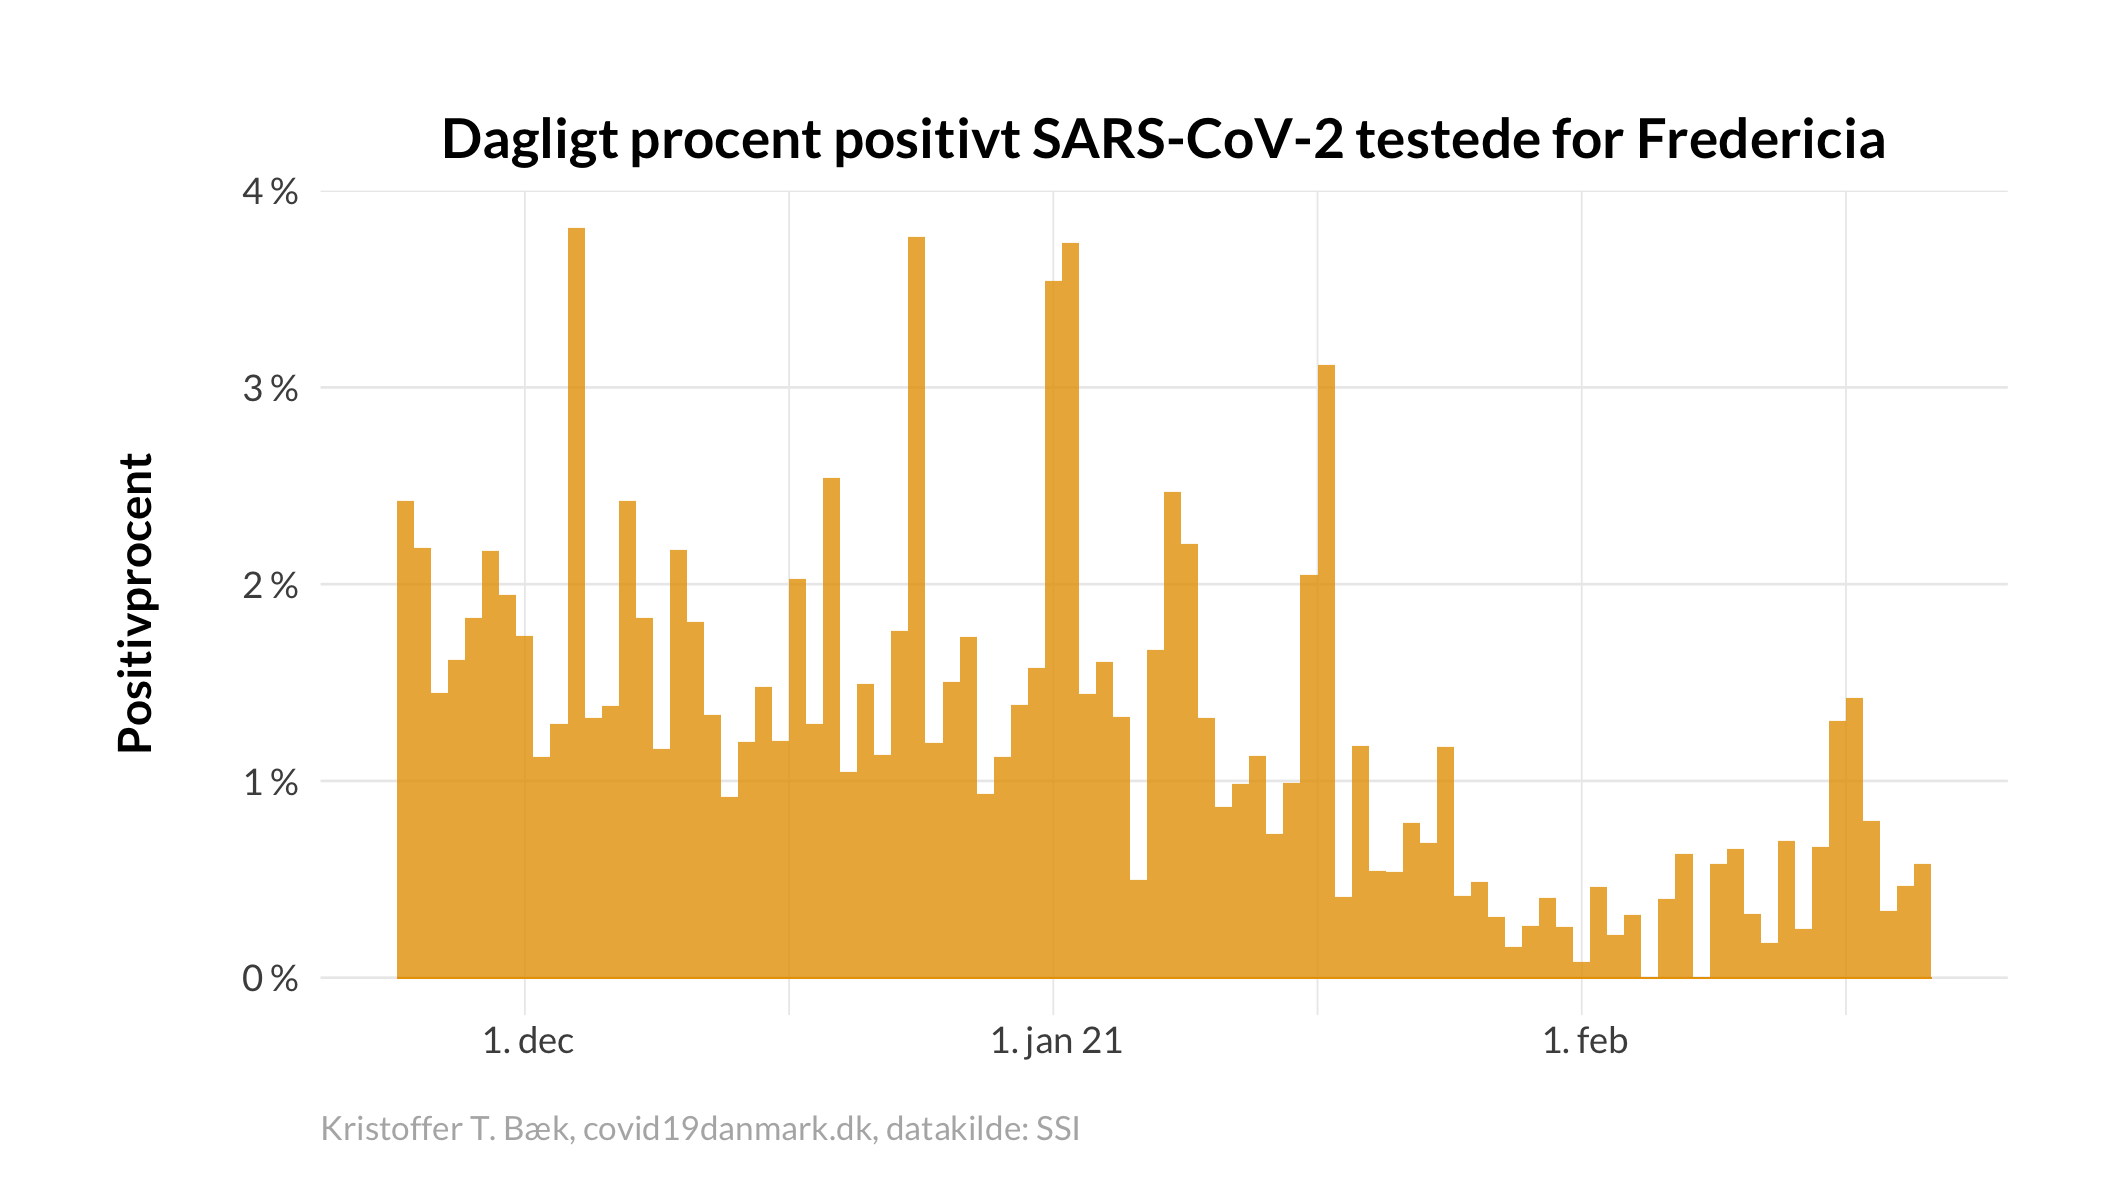 Dagligt procent positivt SARS-CoV-2 testede for Fredericia
Positivprocent
4 %
3 %
2 %
1 %
0 %
1. dec
1. jan 21
1. feb
Kristoffer T. Bæk, covid19danmark.dk, datakilde: SSI